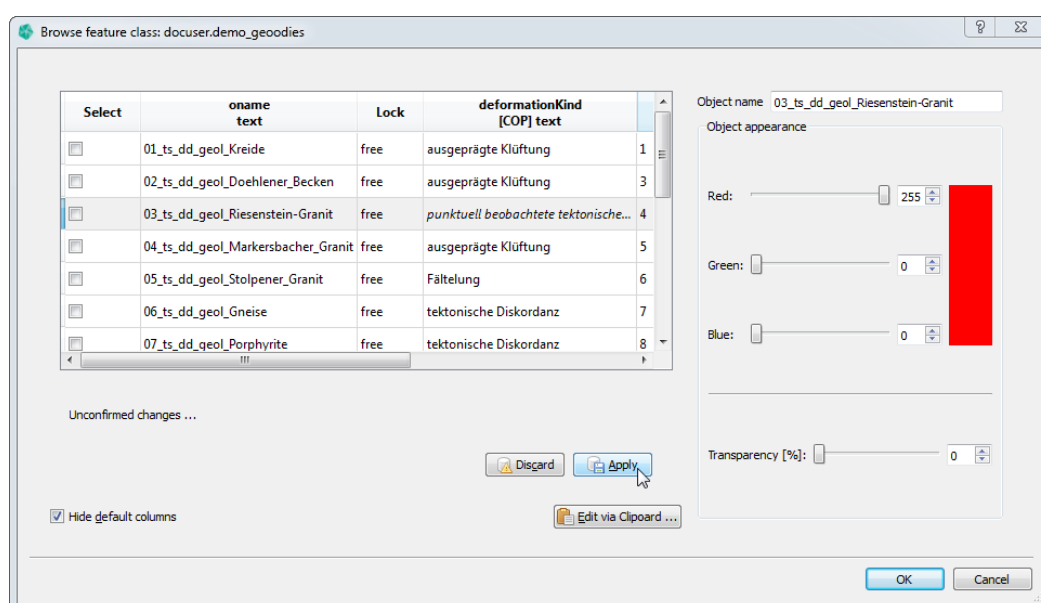 Browse feature class: docuser.demo_geoodies
Select oname text Lock deformationKind [COP] text
01_ts_dd_geol_Kreide free ausgeprägte Klüftung 1
02_ts_dd_geol_Doehlener_Becken free ausgeprägte Klüftung 3
03_ts_dd_geol_Riesenstein-Granit free punktuell beobachtete tektonische... 4
04_ts_dd_geol_Markersbacher_Granit free ausgeprägte Klüftung 5
05_ts_dd_geol_Stolpener_Granit free Fältelung 6
06_ts_dd_geol_Gneise free tektonische Diskordanz 7
07_ts_dd_geol_Porphyrite free tektonische Diskordanz 8
Unconfirmed changes ...
Discard Apply
Hide default columns
Edit via Clipoard ...
Object name 03_ts_dd_geol_Riesenstein-Granit
Object appearance
Red: 255
Green: 0
Blue: 0
Transparency [%]: 0
OK Cancel